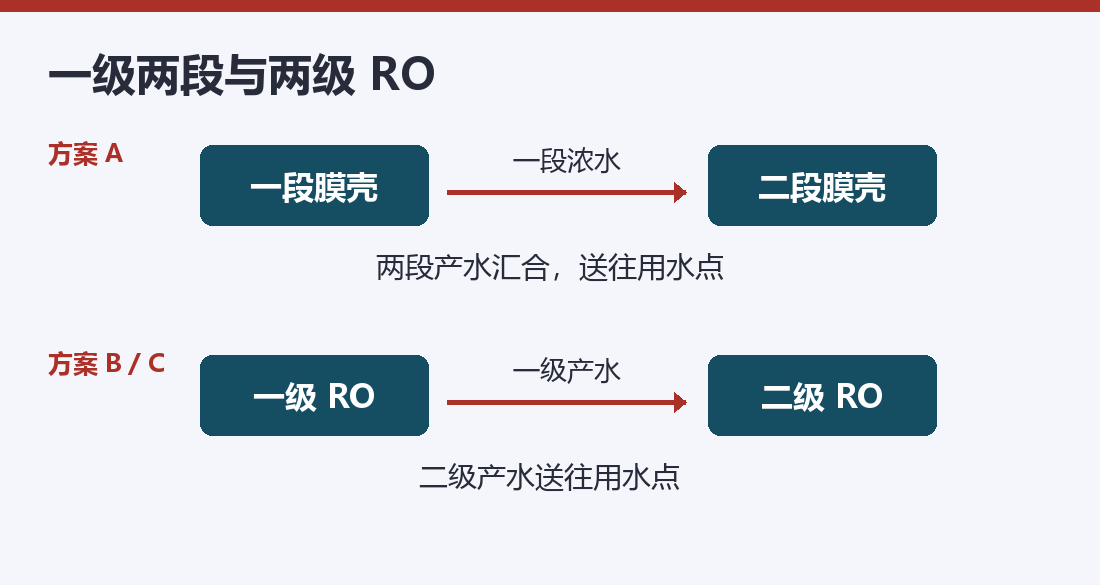 一级两段与两级 RO
方案 A
一段膜壳
一段浓水
二段膜壳
两段产水汇合，送往用水点
方案 B / C
一级 RO
一级产水
二级 RO
二级产水送往用水点